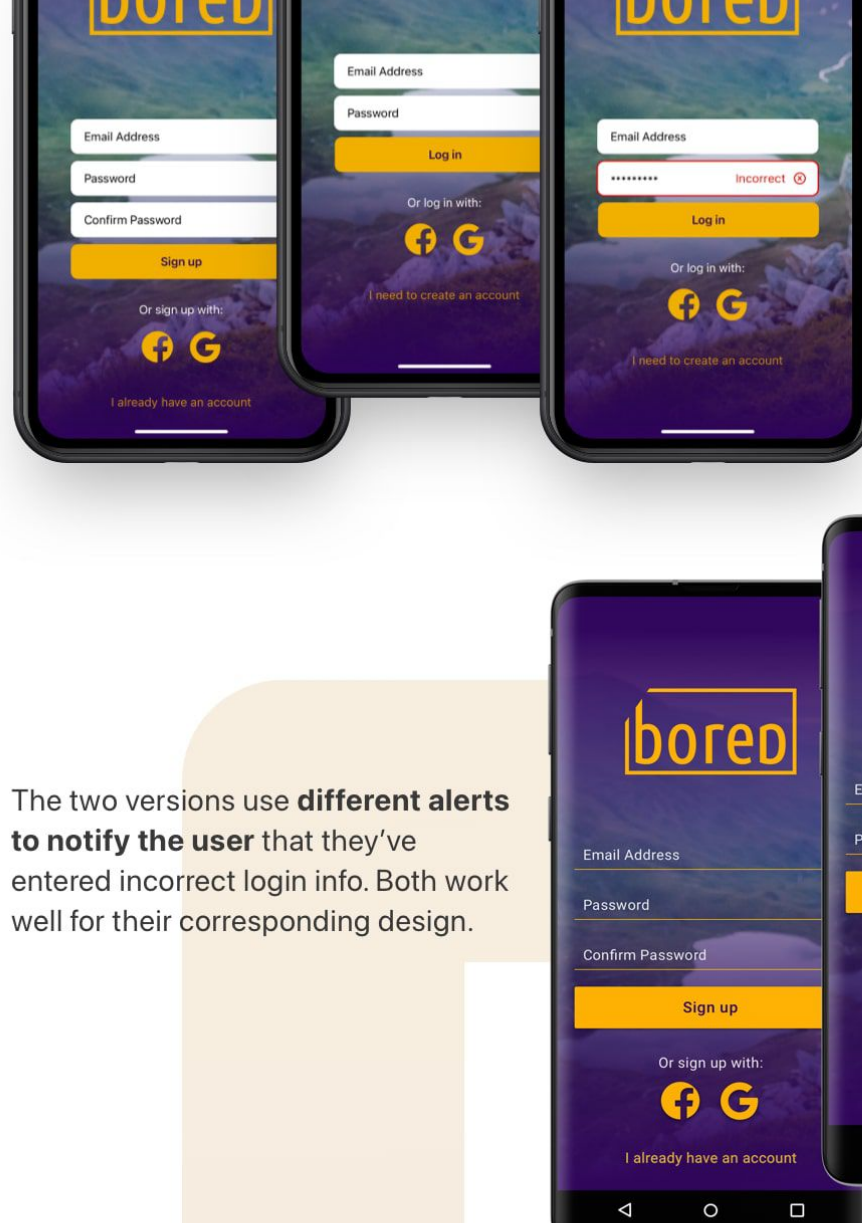 bored
Email Address
Password
Confirm Password
Sign up
Or sign up with:
I already have an account
Email Address
Password
Log in
Or log in with:
I need to create an account
bored
Email Address
Incorrect
Log in
Or log in with:
I need to create an account
The two versions use different alerts
to notify the user that they’ve
entered incorrect login info. Both work
well for their corresponding design.
bored
Email Address
Password
Confirm Password
Sign up
Or sign up with:
I already have an account
E
P